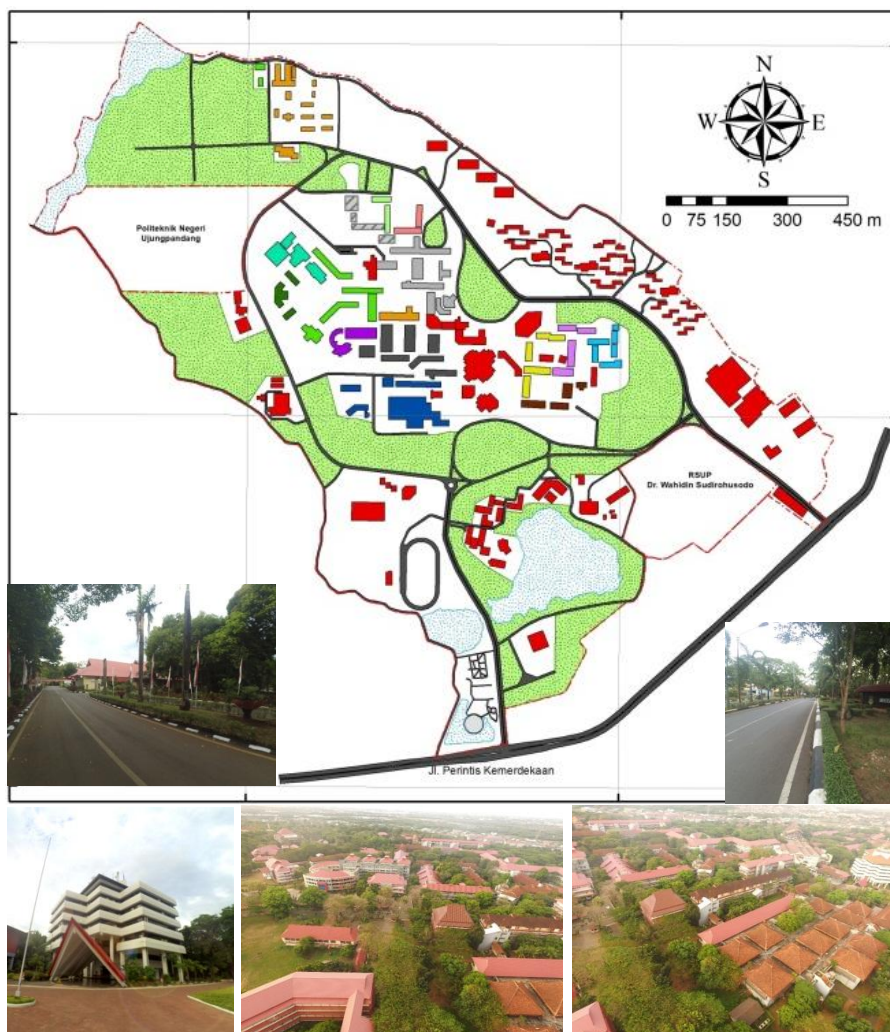 N
W E
S
0 75 150 300 450 m
Politeknik Negeri
Ujungpandang
RSUP
Dr. Wahidin Sudirohusodo
Jl. Perintis Kemerdekaan